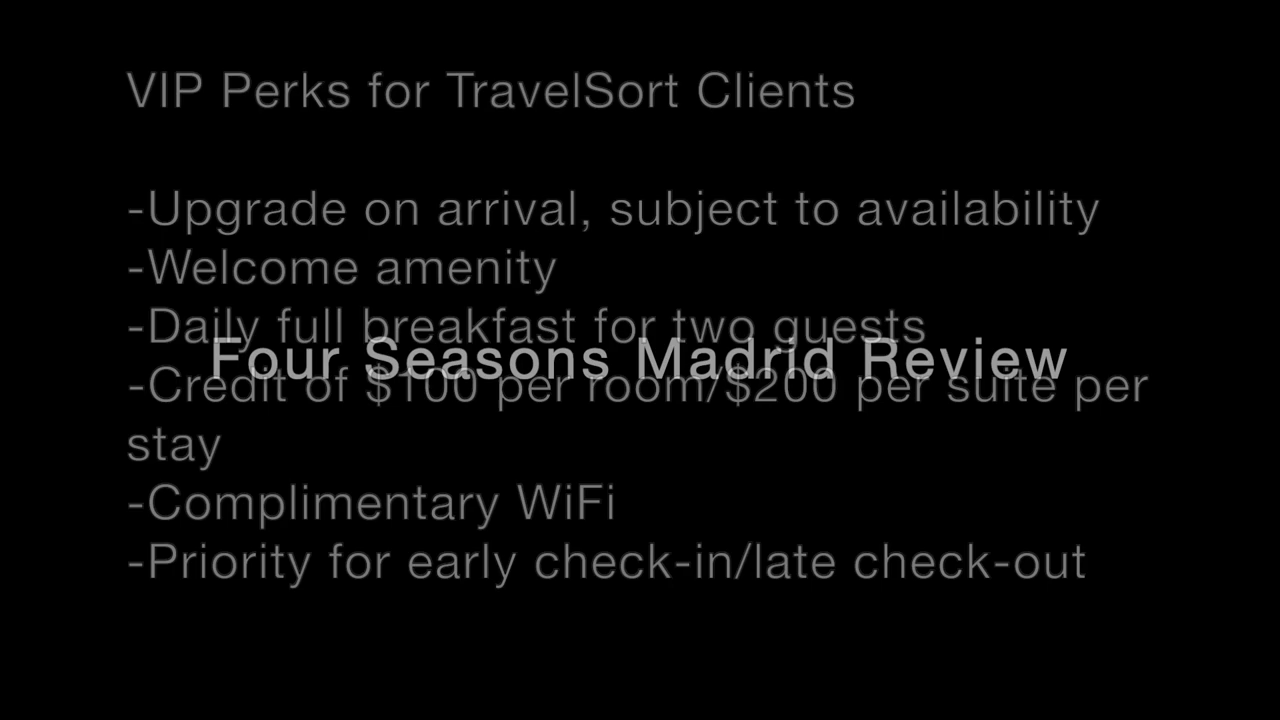 VIP Perks for TravelSort Clients
-Upgrade on arrival, subject to availability
-Welcome amenity
-Daily full breakfast for two guests
Four Seasons Madrid Review
-Credit of $100 per room/$200 per suite per
stay
-Complimentary WiFi
-Priority for early check-in/late check-out